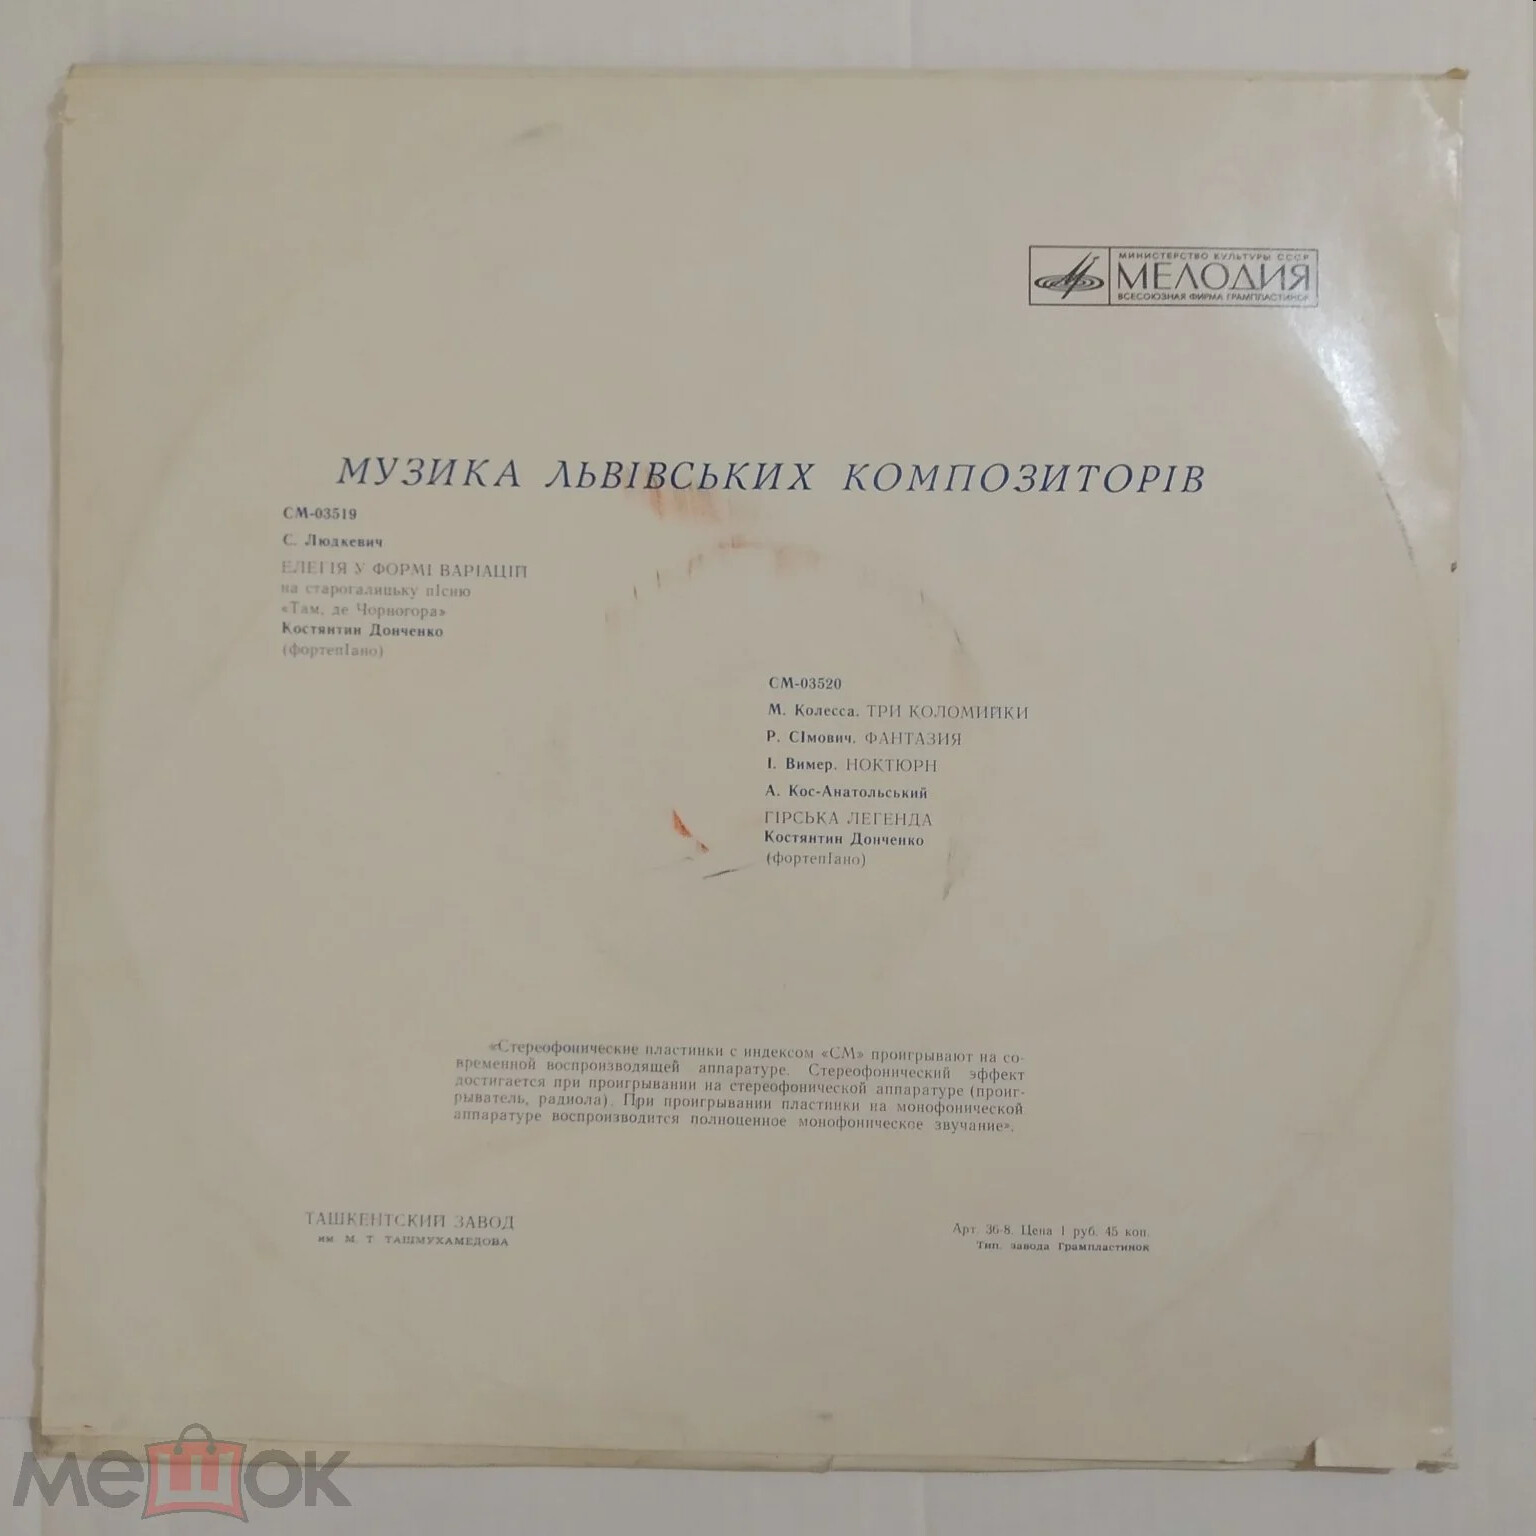 МИНИСТЕРСТВО КУЛЬТУРЫ СССР
МЕЛОДИЯ
ВСЕСОЮЗНАЯ ФИРМА ГРАМПЛАСТИНОК
МУЗИКА ЛЬВІВСЬКИХ КОМПОЗИТОРІВ
СМ-03519
С. Людкевич
ЕЛЕГІЯ У ФОРМІ ВАРІАЦІЙ
на старогалицьку пІсню
«Там, де Чорногора»
Костянтин Донченко
(фортепІано)
СМ-03520
М. Колесса. ТРИ КОЛОМИЙКИ
Р. СІмович. ФАНТАЗИЯ
І. Вимер. НОКТЮРН
А. Кос-Анатольський
ГІРСЬКА ЛЕГЕНДА
Костянтин Донченко
(фортепІано)
«Стереофонические пластинки с индексом «СМ» проигрывают на со-
временной воспроизводящей аппаратуре. Стереофонический эффект
достигается при проигрывании на стереофонической аппаратуре (проиг-
рыватель, радиола). При проигрывании пластинки на монофонической
аппаратуре воспроизводится полноценное монофоническое звучание».
ТАШКЕНТСКИЙ ЗАВОД
им М. Т ТАШМУХАМЕДОВА
Арт. 36-8. Цена 1 руб. 45 коп.
Тип. завода Грампластинок
мешок